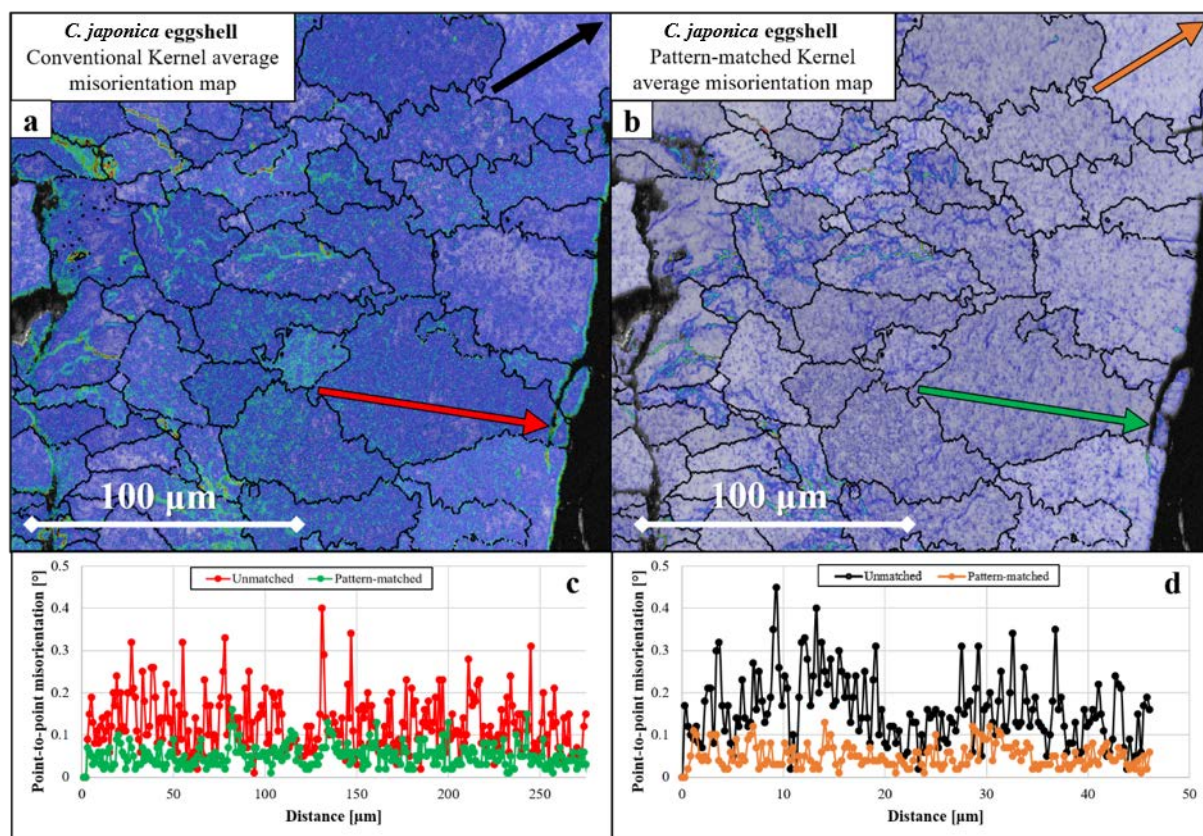 C. japonica eggshell
Conventional Kernel average
misorientation map
a
100 µm
C. japonica eggshell
Pattern-matched Kernel
average misorientation map
b
100 µm
Point-to-point misorientation [°]
0.5
0.4
0.3
0.2
0.1
0
Unmatched
Pattern-matched
c
0
50
100
150
200
250
Distance [µm]
Point-to-point misorientation [°]
0.5
0.4
0.3
0.2
0.1
0
Unmatched
Pattern-matched
d
0
10
20
30
40
50
Distance [µm]